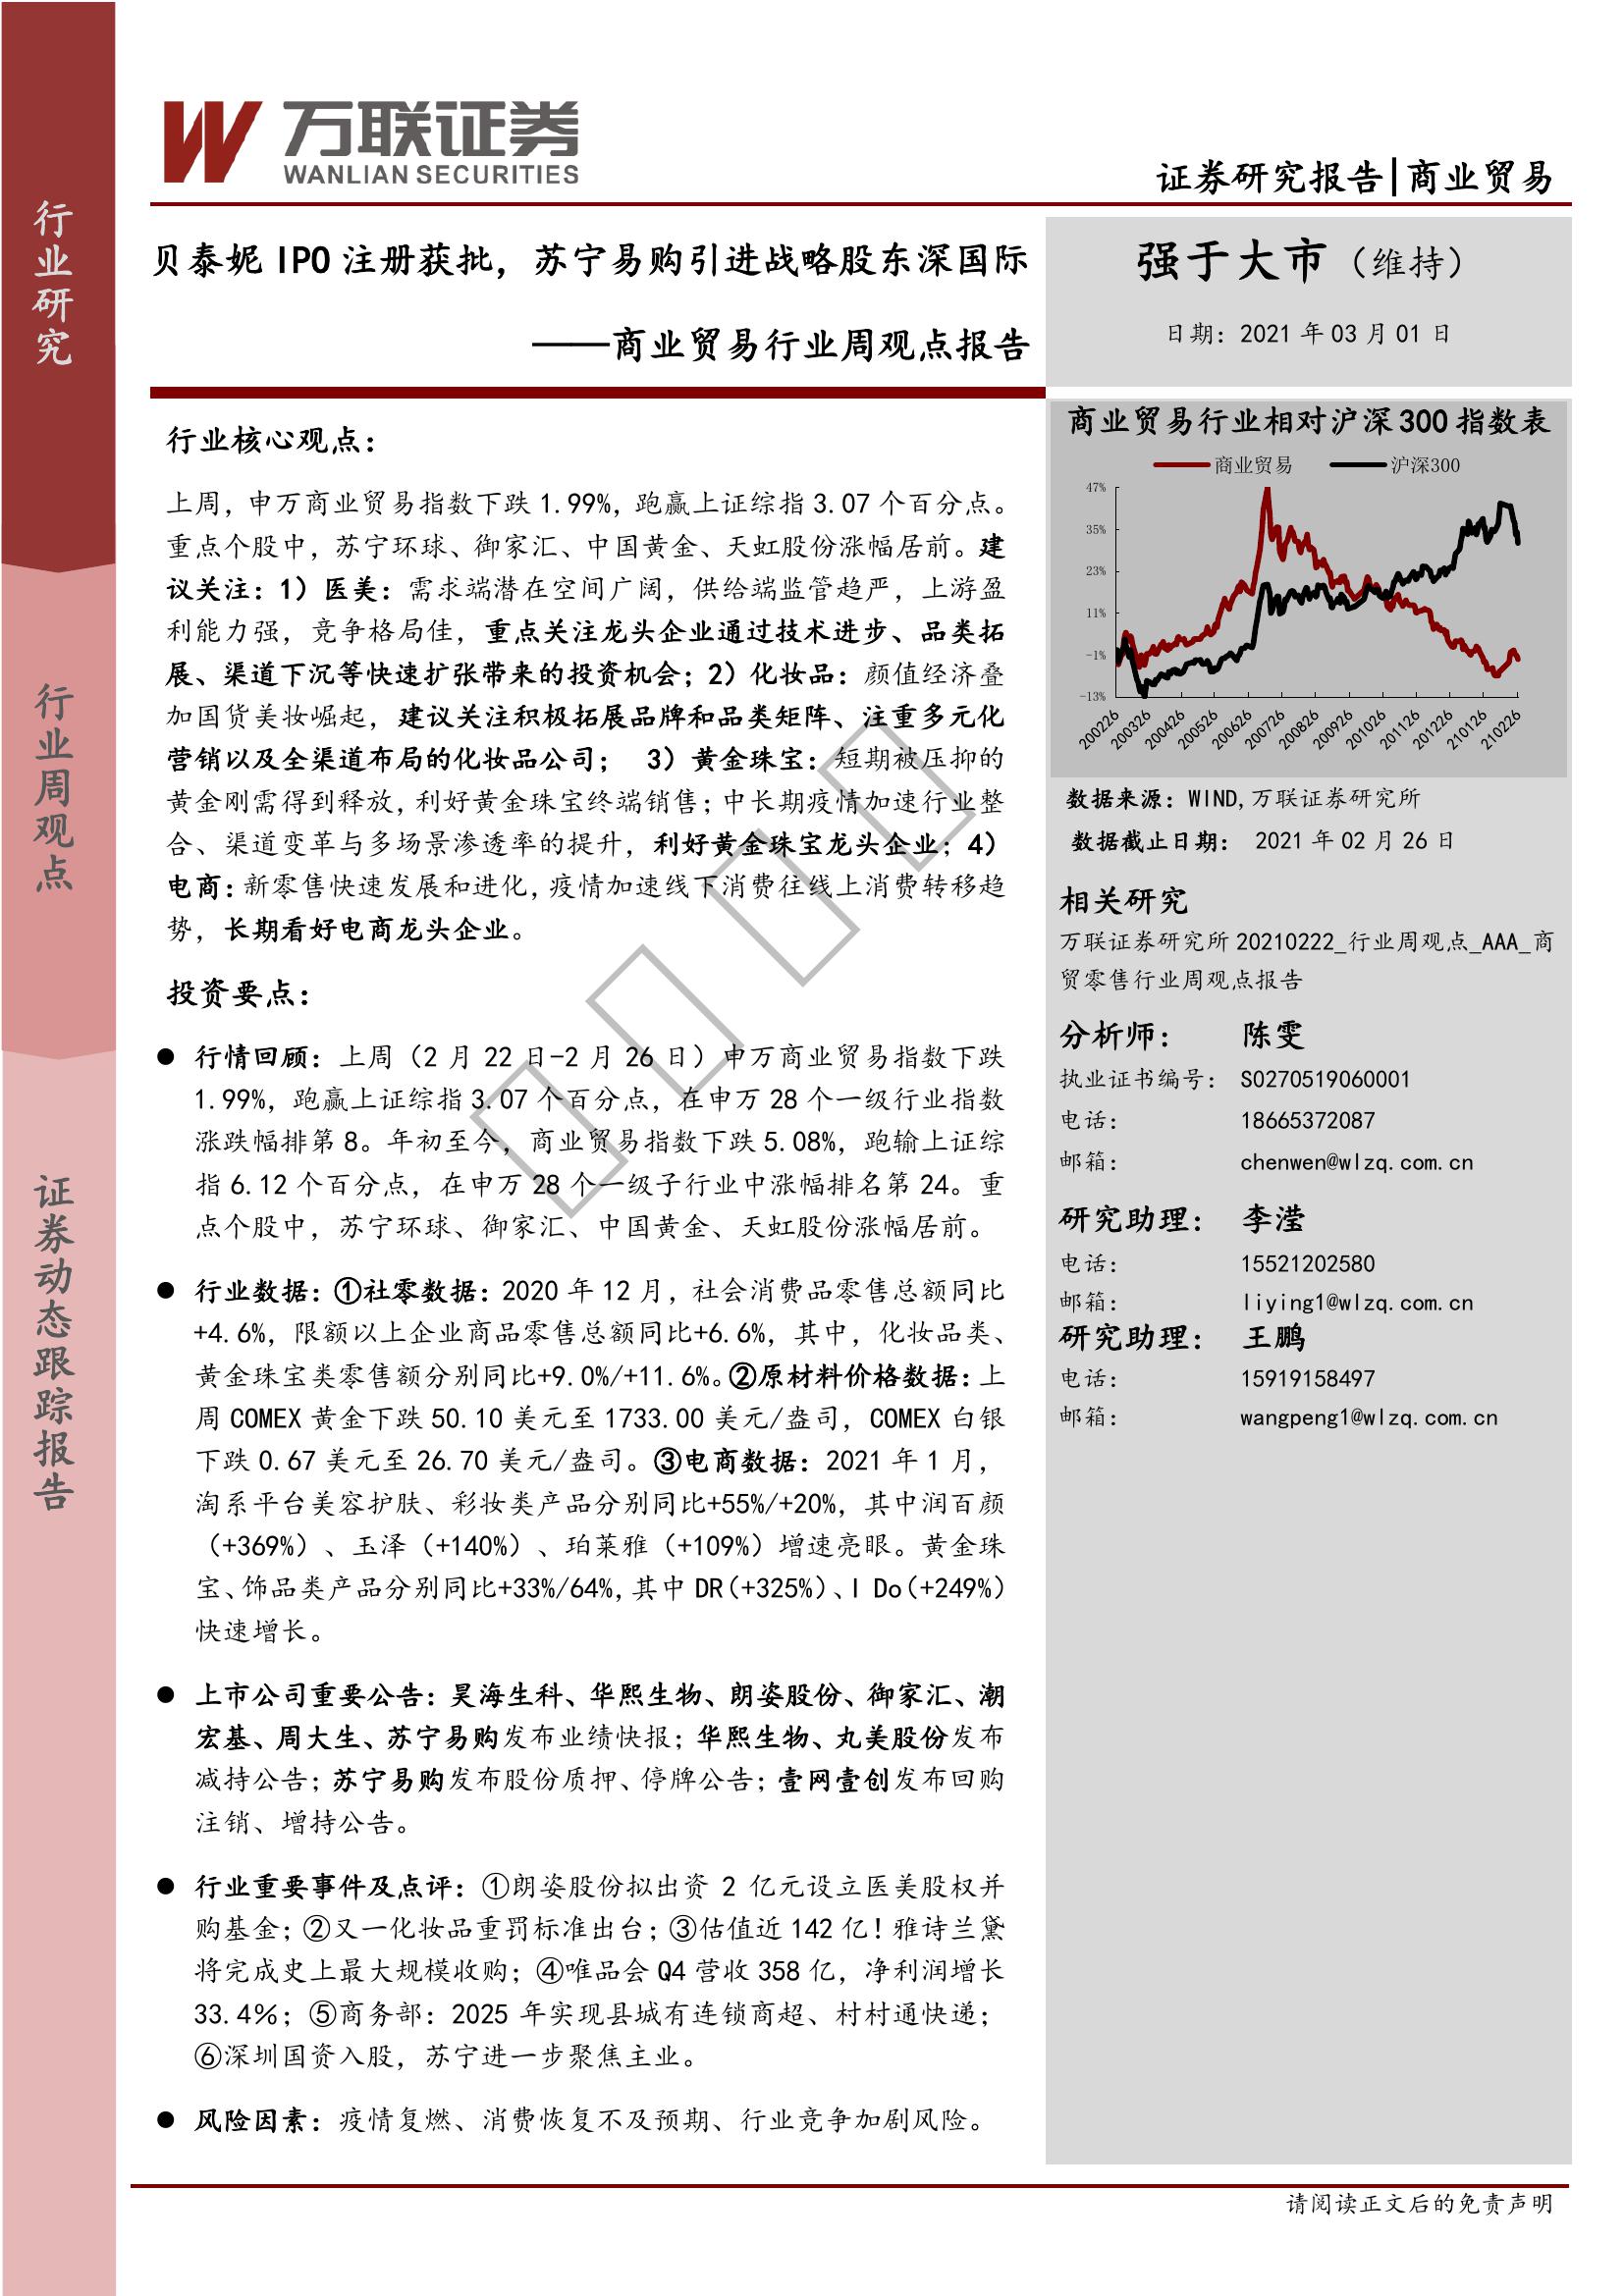 行业研究
行业周观点
证券动态跟踪报告
万联证券
WANLIAN SECURITIES
证券研究报告|商业贸易
贝泰妮 IPO 注册获批，苏宁易购引进战略股东深国际
——商业贸易行业周观点报告
强于大市（维持）
日期：2021 年 03 月 01 日
行业核心观点：
上周，申万商业贸易指数下跌 1.99%，跑赢上证综指 3.07 个百分点。
重点个股中，苏宁环球、御家汇、中国黄金、天虹股份涨幅居前。建
议关注：1）医美：需求端潜在空间广阔，供给端监管趋严，上游盈
利能力强，竞争格局佳，重点关注龙头企业通过技术进步、品类拓
展、渠道下沉等快速扩张带来的投资机会；2）化妆品：颜值经济叠
加国货美妆崛起，建议关注积极拓展品牌和品类矩阵、注重多元化
营销以及全渠道布局的化妆品公司； 3）黄金珠宝：短期被压抑的
黄金刚需得到释放，利好黄金珠宝终端销售；中长期疫情加速行业整
合、渠道变革与多场景渗透率的提升，利好黄金珠宝龙头企业；4）
电商：新零售快速发展和进化，疫情加速线下消费往线上消费转移趋
势，长期看好电商龙头企业。
投资要点：
● 行情回顾：上周（2 月 22 日-2 月 26 日）申万商业贸易指数下跌
1.99%，跑赢上证综指 3.07 个百分点，在申万 28 个一级行业指数
涨跌幅排第 8。年初至今，商业贸易指数下跌 5.08%，跑输上证综
指 6.12 个百分点，在申万 28 个一级子行业中涨幅排名第 24。重
点个股中，苏宁环球、御家汇、中国黄金、天虹股份涨幅居前。
● 行业数据：①社零数据：2020 年 12 月，社会消费品零售总额同比
+4.6%，限额以上企业商品零售总额同比+6.6%，其中，化妆品类、
黄金珠宝类零售额分别同比+9.0%/+11.6%。②原材料价格数据：上
周 COMEX 黄金下跌 50.10 美元至 1733.00 美元/盎司，COMEX 白银
下跌 0.67 美元至 26.70 美元/盎司。③电商数据：2021 年 1 月，
淘系平台美容护肤、彩妆类产品分别同比+55%/+20%，其中润百颜
（+369%）、玉泽（+140%）、珀莱雅（+109%）增速亮眼。黄金珠
宝、饰品类产品分别同比+33%/64%，其中 DR（+325%）、I Do（+249%）
快速增长。
● 上市公司重要公告：昊海生科、华熙生物、朗姿股份、御家汇、潮
宏基、周大生、苏宁易购发布业绩快报；华熙生物、丸美股份发布
减持公告；苏宁易购发布股份质押、停牌公告；壹网壹创发布回购
注销、增持公告。
● 行业重要事件及点评：①朗姿股份拟出资 2 亿元设立医美股权并
购基金；②又一化妆品重罚标准出台；③估值近 142 亿！雅诗兰黛
将完成史上最大规模收购；④唯品会 Q4 营收 358 亿，净利润增长
33.4%；⑤商务部：2025 年实现县城有连锁商超、村村通快递；
⑥深圳国资入股，苏宁进一步聚焦主业。
● 风险因素：疫情复燃、消费恢复不及预期、行业竞争加剧风险。
商业贸易行业相对沪深 300 指数表
商业贸易 沪深300
47%
35%
23%
11%
-1%
-13%
200226 200326 200426 200526 200626 200726 200826 200926 201026 201126 201226 210126 210226
数据来源：WIND,万联证券研究所
数据截止日期： 2021 年 02 月 26 日
相关研究
万联证券研究所 20210222_行业周观点_AAA_商
贸零售行业周观点报告
分析师： 陈雯
执业证书编号： S0270519060001
电话： 18665372087
邮箱： chenwen@wlzq.com.cn
研究助理： 李滢
电话： 15521202580
邮箱： liying1@wlzq.com.cn
研究助理： 王鹏
电话： 15919158497
邮箱： wangpeng1@wlzq.com.cn
请阅读正文后的免责声明